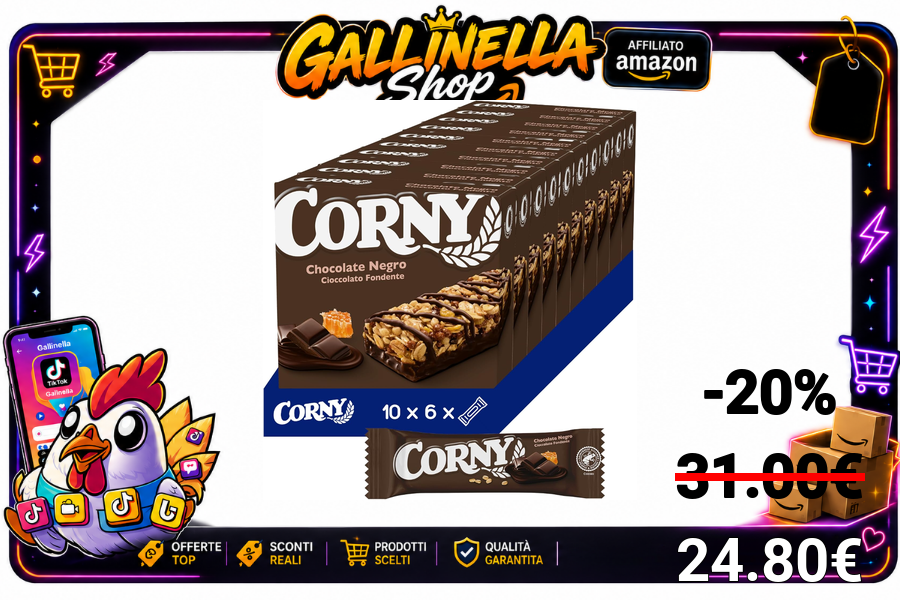 GALLINELLA
Shop
AFFILIATO
amazon
CORNY
Chocolate Negro
Cioccolato Fondente
CORNY
10 x 6 x
CORNY
Chocolate Negro
Cioccolato Fondente
Gallinella
TikTok
Gallinella
-20%
31.00€
24.80€
OFFERTE
TOP
SCONTI
REALI
PRODOTTI
SCELTI
QUALITÀ
GARANTITA